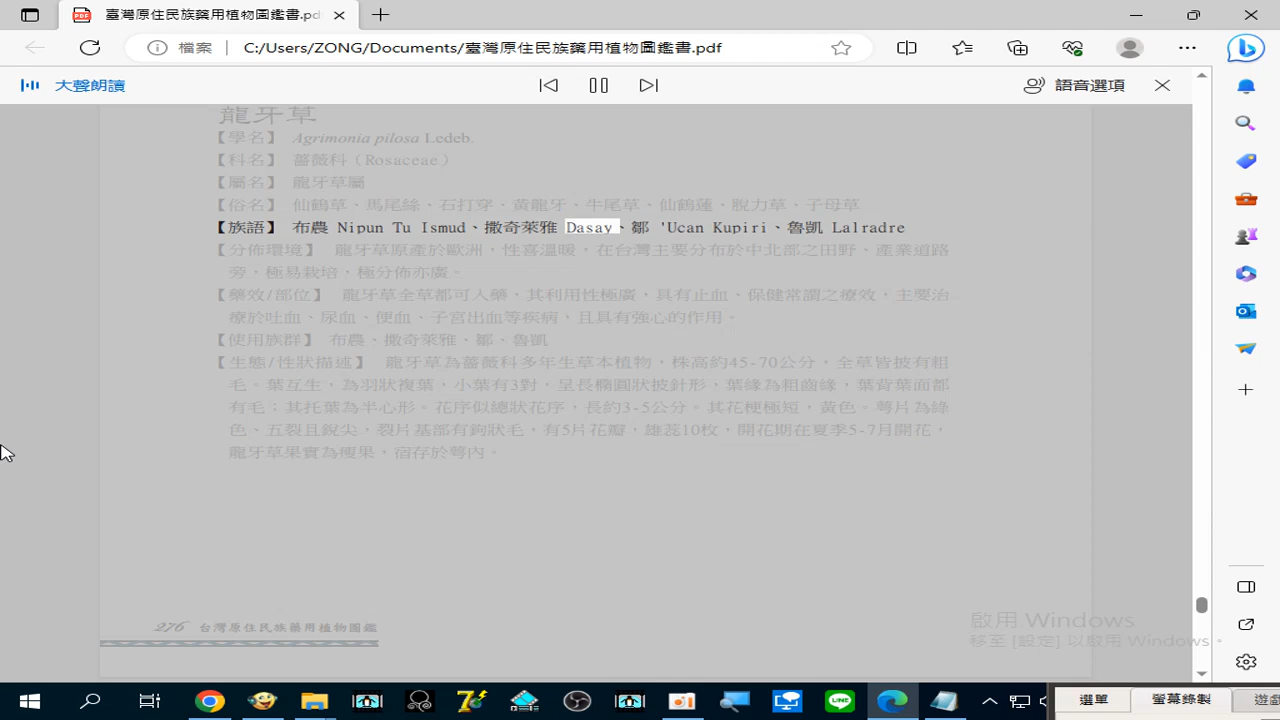 臺灣原住民族藥用植物圖鑑書.pd
檔案 C:/Users/ZONG/Documents/臺灣原住民族藥用植物圖鑑書.pdf
大聲朗讀
語音選項
龍牙草
【學名】 Agrimonia pilosa Ledeb.
【科名】 薔薇科（Rosaceae）
【屬名】 龍牙草屬
【俗名】 仙鶴草、馬尾絲、石打穿、黄龍牙、牛尾草、仙鶴蓮、脫力草、子母草
【族語】 布農 Nipun Tu Ismud、撒奇萊雅 Dasay、鄒 'Ucan Kupiri、魯凱 Lalradre
【分佈環境】 龍牙草原產於歐洲，性喜溫暖，在台灣主要分布於中北部之田野、產業道路
旁，極易栽培，極分佈亦廣。
【藥效/部位】 龍牙草全草都可入藥，其利用性極廣，具有止血、保健常謂之療效，主要治
療於吐血、尿血、便血、子宮出血等疾病，且具有強心的作用。
【使用族群】 布農、撒奇萊雅、鄒、魯凱
【生態/性狀描述】 龍牙草為薔薇科多年生草本植物，株高約45-70公分，全草皆披有粗
毛。葉互生，為羽狀複葉，小葉有3對，呈長橢圓狀披針形，葉緣為粗齒緣，葉背葉面都
有毛；其托葉為半心形。花序似總狀花序，長約3-5公分。其花梗極短，黃色。萼片為綠
色、五裂且銳尖，裂片基部有鉤狀毛，有5片花瓣，雄蕊10枚，開花期在夏季5-7月開花，
龍牙草果實為瘦果，宿存於萼內。
276 台灣原住民族藥用植物圖鑑
啟用 Windows
移至 [設定] 以啟用 Windows。
選單
螢幕錄製
遊戲